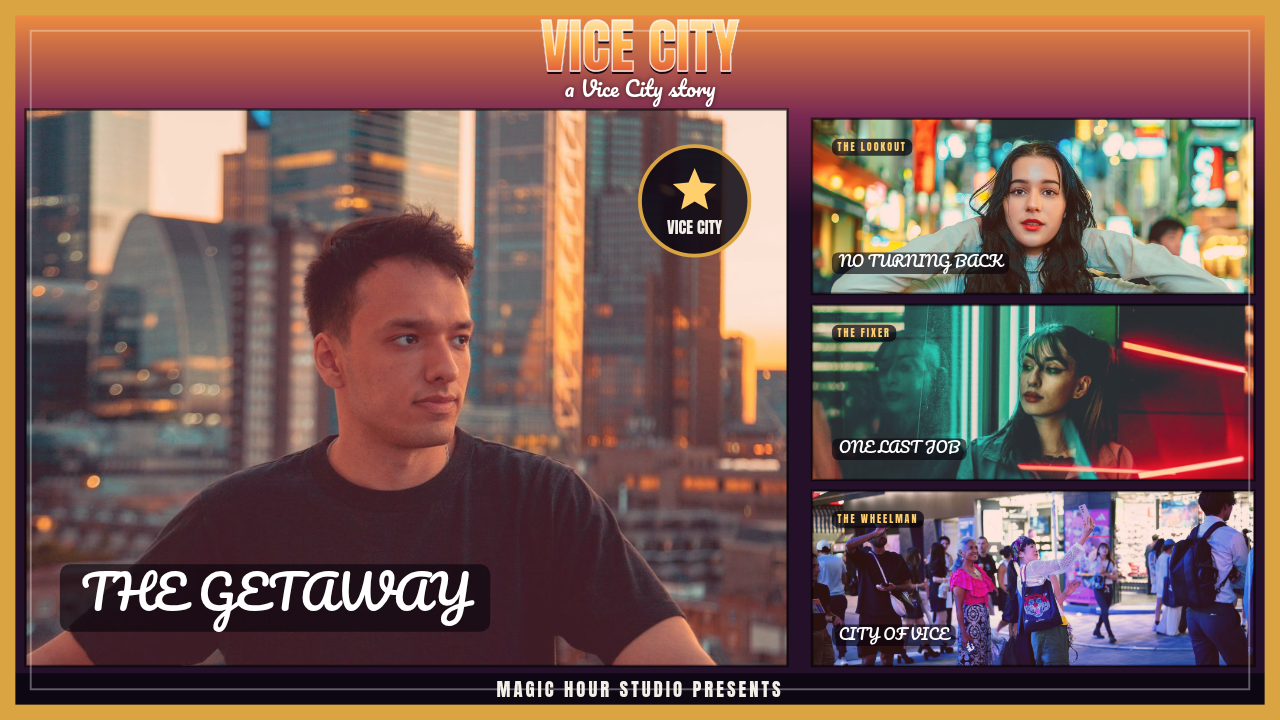 VICE CITY
a Vice City story
VICE CITY
THE GETAWAY
THE LOOKOUT
NO TURNING BACK
THE FIXER
ONE LAST JOB
THE WHEELMAN
CITY OF VICE
MAGIC HOUR STUDIO PRESENTS